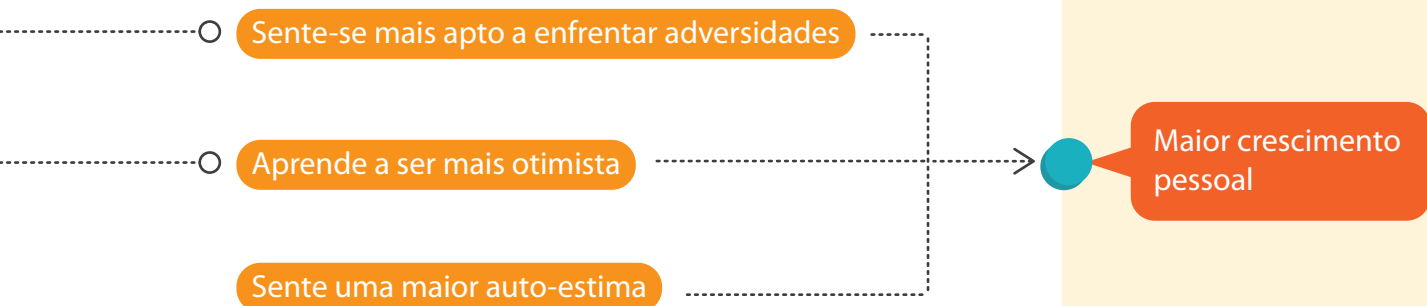 Sente-se mais apto a enfrentar adversidades
Aprende a ser mais otimista
Sente uma maior auto-estima
Maior crescimento
pessoal